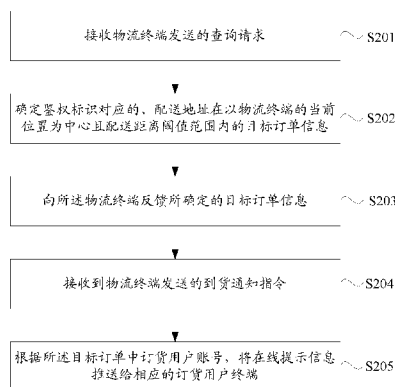 接收物流终端发送的查询请求
S201
确定鉴权标识对应的、配送地址在以物流终端的当前
位置为中心且配送距离阈值范围内的目标订单信息
S202
向所述物流终端反馈所确定的目标订单信息
S203
接收到物流终端发送的到货通知指令
S204
根据所述目标订单中订货用户账号，将在线提示信息
推送给相应的订货用户终端
S205